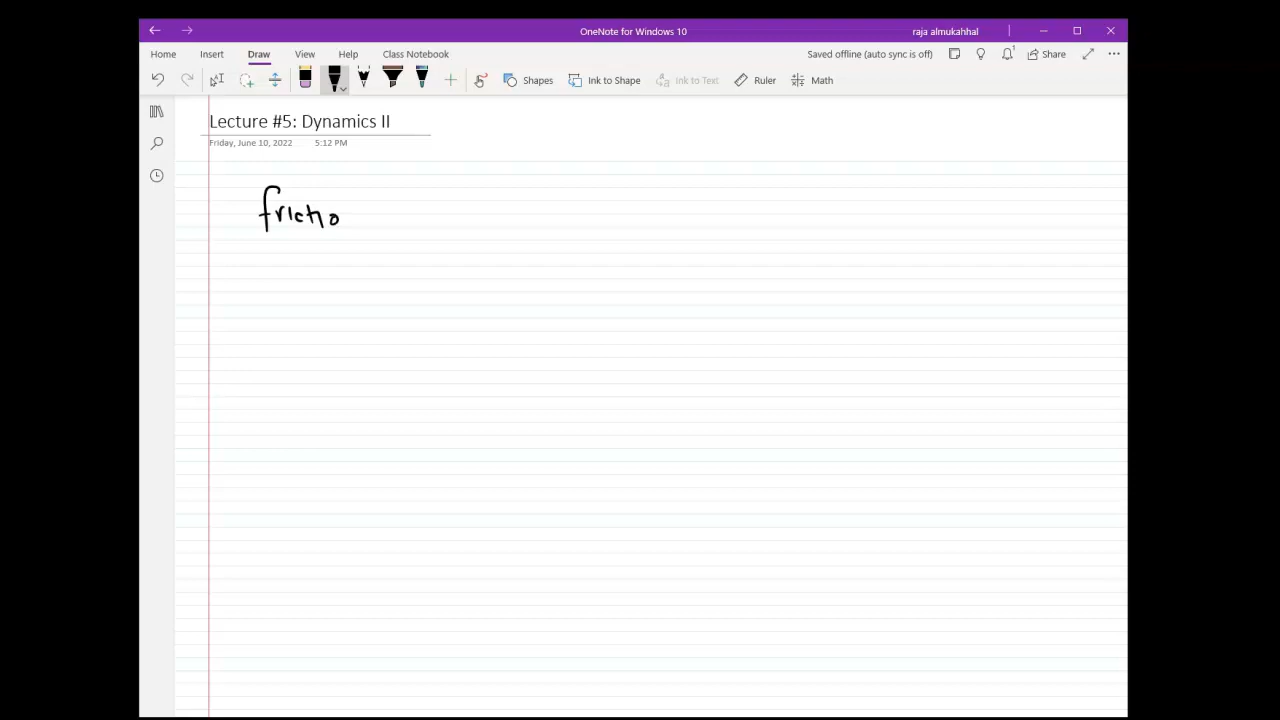 OneNote for Windows 10
raja almukahhal
Home Insert Draw View Help Class Notebook
Saved offline (auto sync is off)
1
Share
Shapes
Ink to Shape
Ink to Text
Ruler
Math
Lecture #5: Dynamics II
Friday, June 10, 2022 5:12 PM
frictio